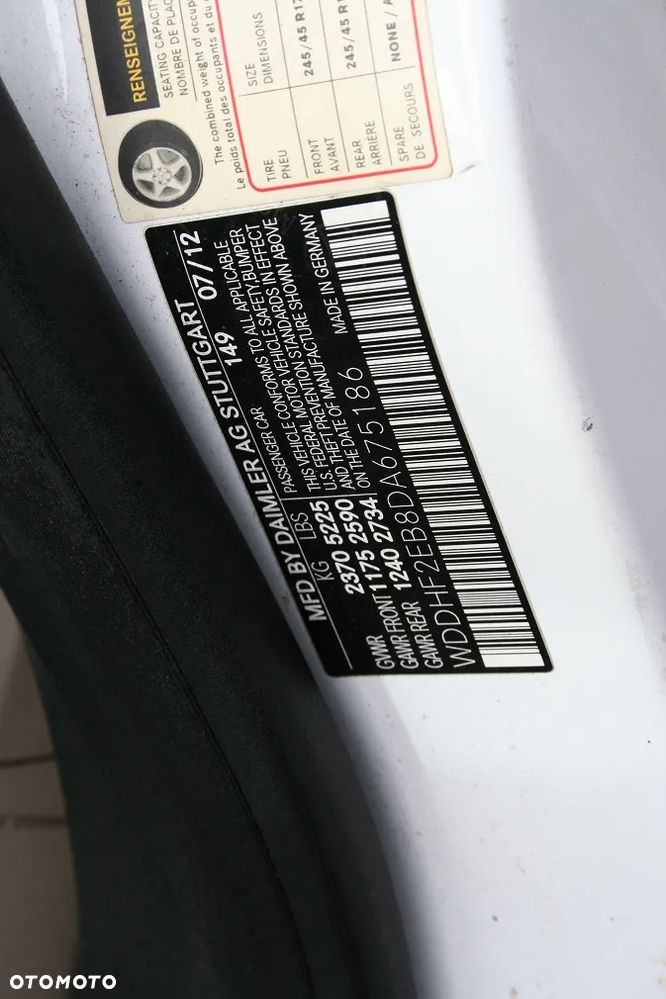 RENSEIGNEMEN
SEATING CAPACITY
NOMBRE DE PLAC
The combined weight of occup
Le poids total des occupants et du
TIRE
PNEU
SIZE
DIMENSIONS
FRONT
AVANT
245/45 R17
REAR
ARRIÈRE
245/45 R1
SPARE
DE SECOURS
NONE / A
MFD BY DAIMLER AG STUTTGART
KG LBS 149 07/12
GVWR 2370 5225
GAWR FRONT 1175 2590
GAWR REAR 1240 2734
PASSENGER CAR
THIS VEHICLE CONFORMS TO ALL APPLICABLE
U.S. FEDERAL MOTOR VEHICLE SAFETY,BUMPER
AND THEFT PREVENTION STANDARDS IN EFFECT
ON THE DATE OF MANUFACTURE SHOWN ABOVE
WDDHF2EB8DA675186 MADE IN GERMANY
OTOMOTO